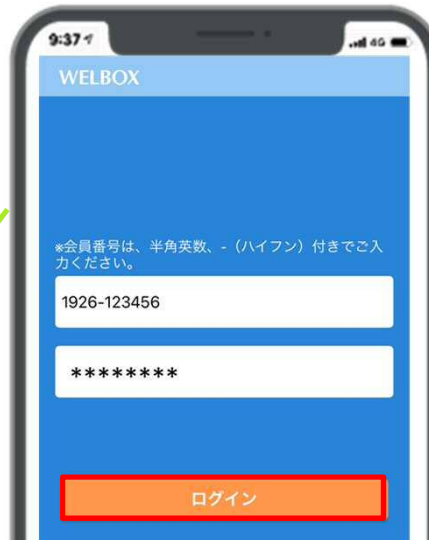 9:37
4G
WELBOX
※会員番号は、半角英数、-（ハイフン）付きでご入
力ください。
1926-123456
********
ログイン